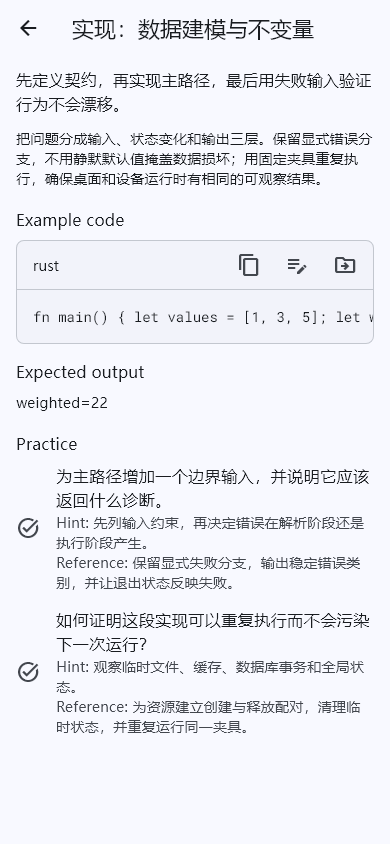 实现：数据建模与不变量
先定义契约，再实现主路径，最后用失败输入验证
行为不会漂移。
把问题分成输入、状态变化和输出三层。保留显式错误分
支，不用静默默认值掩盖数据损坏；用固定夹具重复执
行，确保桌面和设备运行时有相同的可观察结果。
Example code
rust
fn main() { let values = [1, 3, 5]; let w
Expected output
weighted=22
Practice
为主路径增加一个边界输入，并说明它应该
返回什么诊断。
Hint: 先列输入约束，再决定错误在解析阶段还是
执行阶段产生。
Reference: 保留显式失败分支，输出稳定错误类
别，并让退出状态反映失败。
如何证明这段实现可以重复执行而不会污染
下一次运行？
Hint: 观察临时文件、缓存、数据库事务和全局状
态。
Reference: 为资源建立创建与释放配对，清理临
时状态，并重复运行同一夹具。